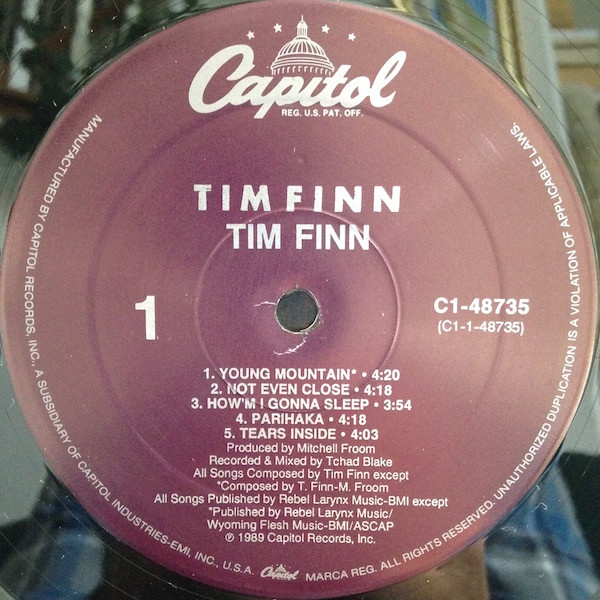 Capitol
REG. U.S. PAT. OFF.
TIM FINN
TIM FINN
1
C1-48735
(C1-1-48735)
1. YOUNG MOUNTAIN* • 4:20
2. NOT EVEN CLOSE • 4:18
3. HOW'M I GONNA SLEEP • 3:54
4. PARIHAKA • 4:18
5. TEARS INSIDE • 4:03
Produced by Mitchell Froom
Recorded & Mixed by Tchad Blake
All Songs Composed by Tim Finn except
*Composed by T. Finn-M. Froom
All Songs Published by Rebel Larynx Music-BMI except
*Published by Rebel Larynx Music/
Wyoming Flesh Music-BMI/ASCAP
℗ 1989 Capitol Records, Inc.
MANUFACTURED BY CAPITOL RECORDS, INC., A SUBSIDIARY OF CAPITOL INDUSTRIES-EMI, INC., U.S.A. Capitol MARCA REG. ALL RIGHTS RESERVED. UNAUTHORIZED DUPLICATION IS A VIOLATION OF APPLICABLE LAWS.